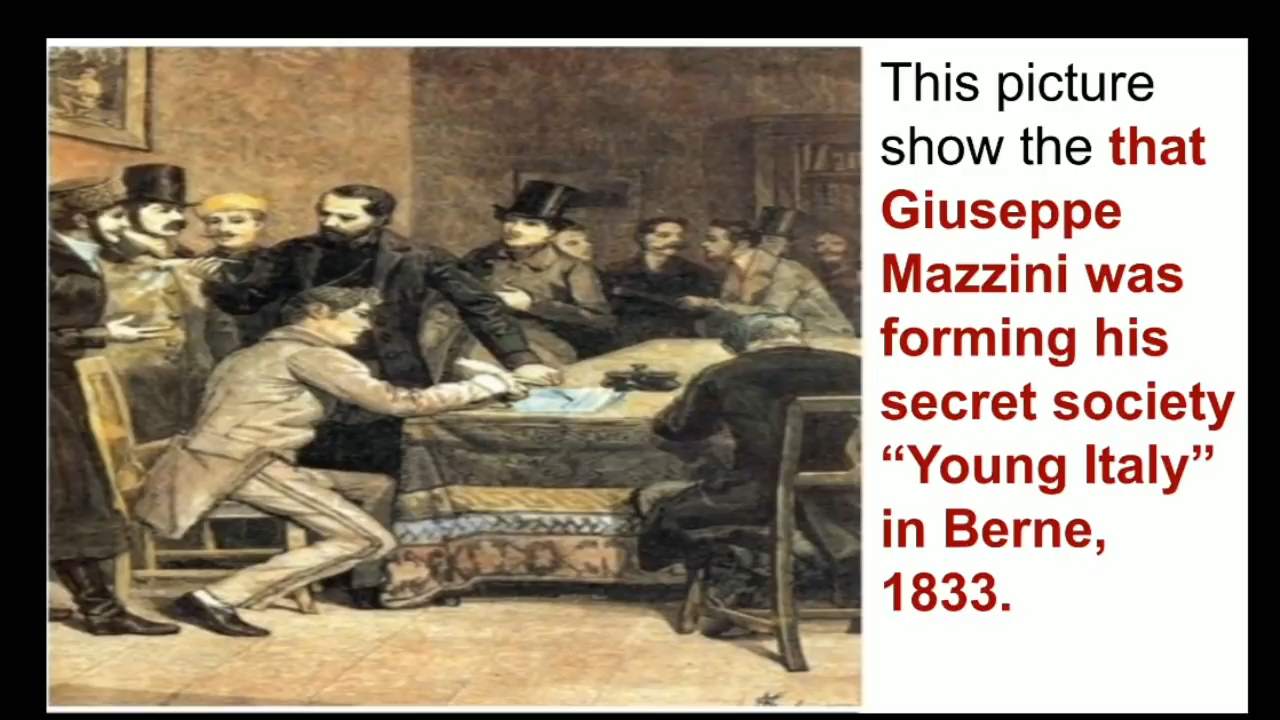 This picture
show the that
Giuseppe
Mazzini was
forming his
secret society
“Young Italy”
in Berne,
1833.